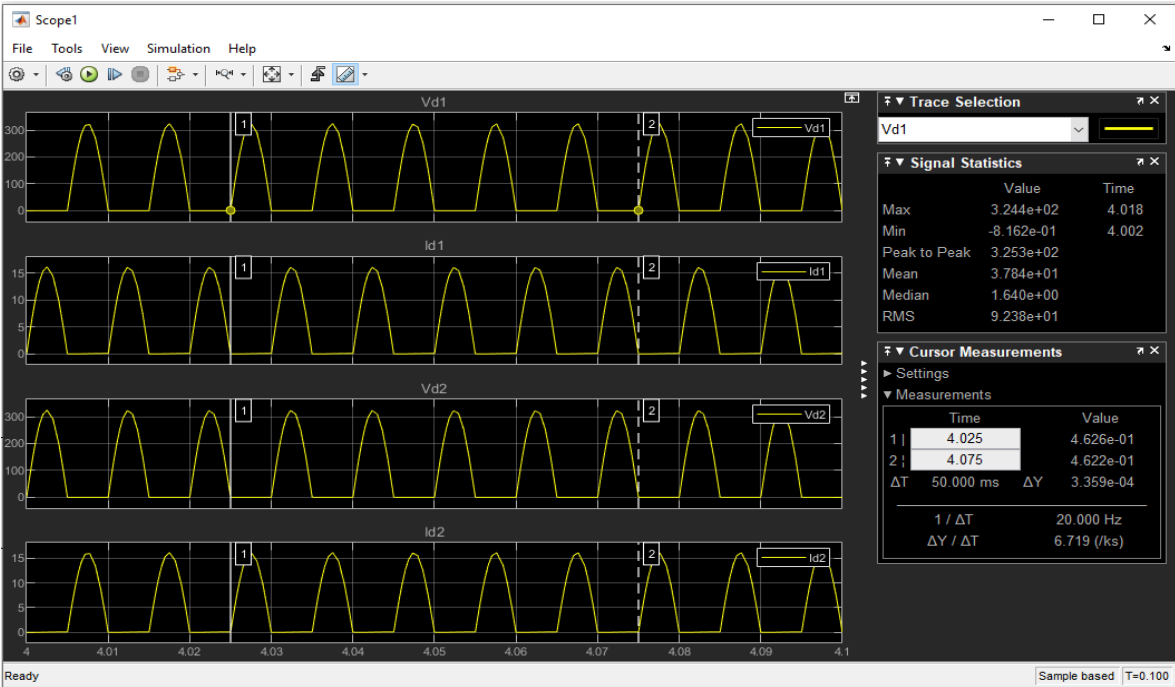 Scope1
File Tools View Simulation Help
Vd1
1
2
Vd1
300
200
100
0
Id1
1
2
Id1
15
10
5
0
Vd2
1
2
Vd2
300
200
100
0
Id2
1
2
Id2
15
10
5
0
4 4.01 4.02 4.03 4.04 4.05 4.06 4.07 4.08 4.09 4.1
Trace Selection
Vd1
Signal Statistics
Value Time
Max 3.244e+02 4.018
Min -8.162e-01 4.002
Peak to Peak 3.253e+02
Mean 3.784e+01
Median 1.640e+00
RMS 9.238e+01
Cursor Measurements
Settings
Measurements
Time Value
1 | 4.025 4.626e-01
2 ¦ 4.075 4.622e-01
ΔT 50.000 ms ΔY 3.359e-04
1 / ΔT 20.000 Hz
ΔY / ΔT 6.719 (/ks)
Ready
Sample based T=0.100